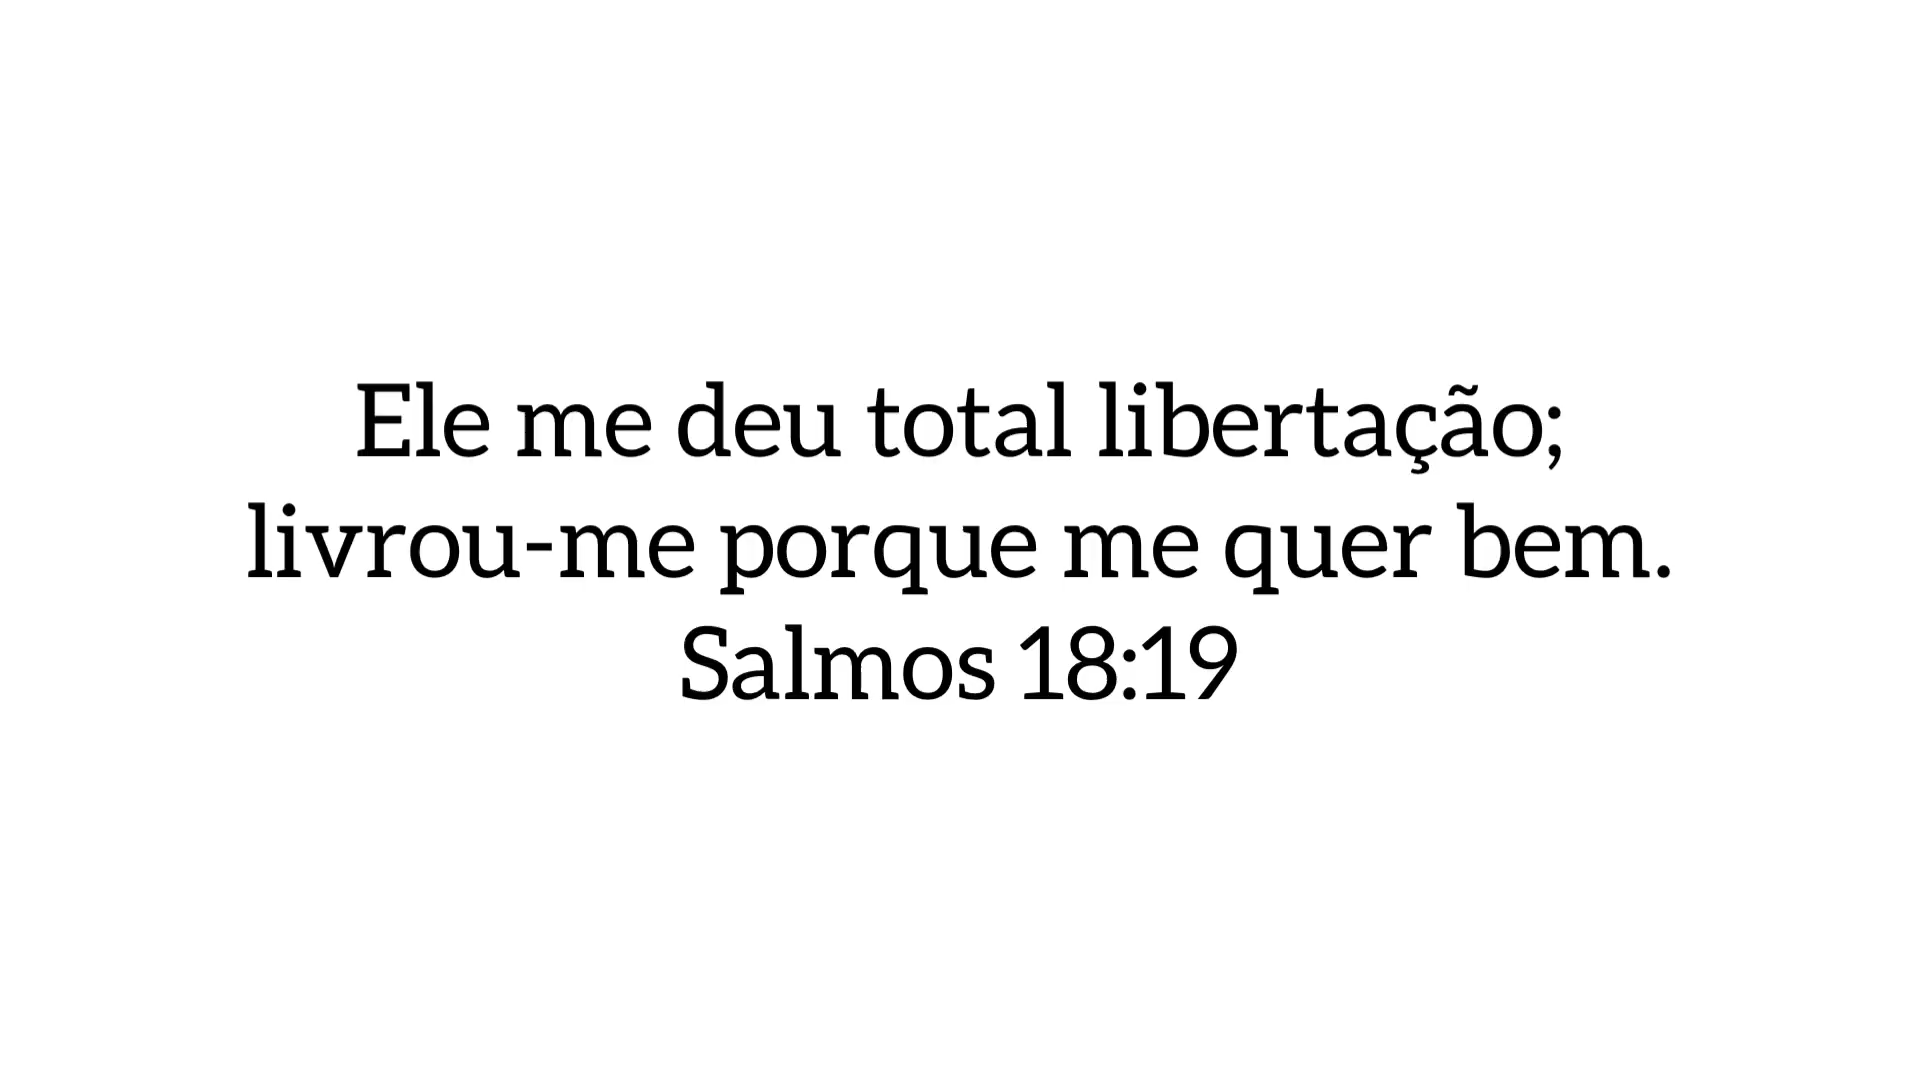 Ele me deu total libertação;
livrou-me porque me quer bem.
Salmos 18:19